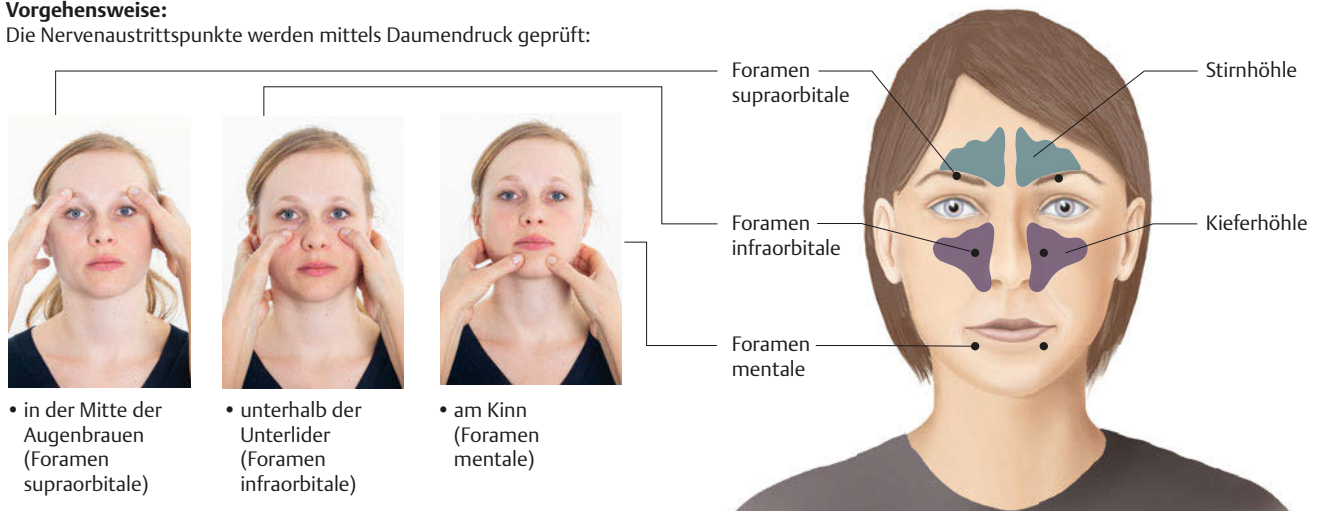 Vorgehensweise:
Die Nervenaustrittspunkte werden mittels Daumendruck geprüft:
• in der Mitte der
Augenbrauen
(Foramen
supraorbitale)
• unterhalb der
Unterlider
(Foramen
infraorbitale)
• am Kinn
(Foramen
mentale)
Foramen
supraorbitale
Foramen
infraorbitale
Foramen
mentale
Stirnhöhle
Kieferhöhle